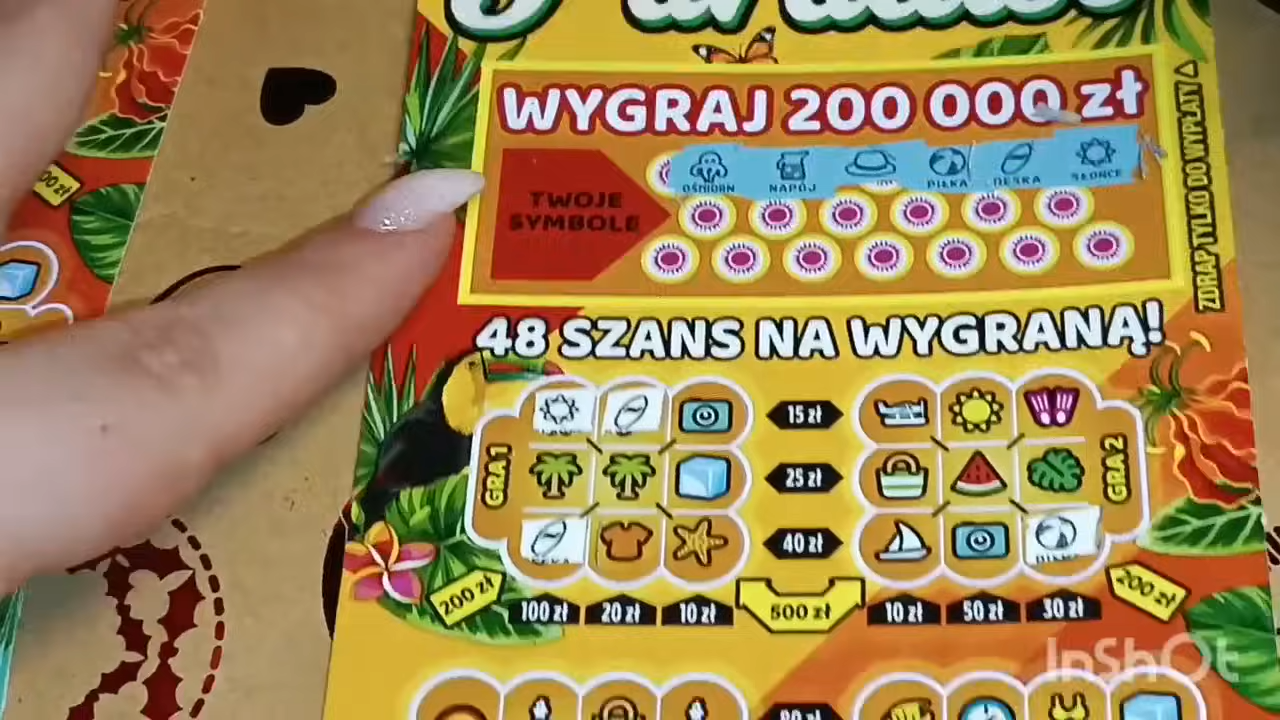 WYGRAJ 200 000 zł
TWOJE
SYMBOLE
OŚMIORN NAPÓJ PIŁKA DESKA SŁOŃCE
ZDRAP TYLKO DO WYPŁATY
48 SZANS NA WYGRANĄ!
GRA 1
15 zł
25 zł
40 zł
GRA 2
200 zł
100 zł 20 zł 10 zł
500 zł
10 zł 50 zł 30 zł
200 zł
InShOt